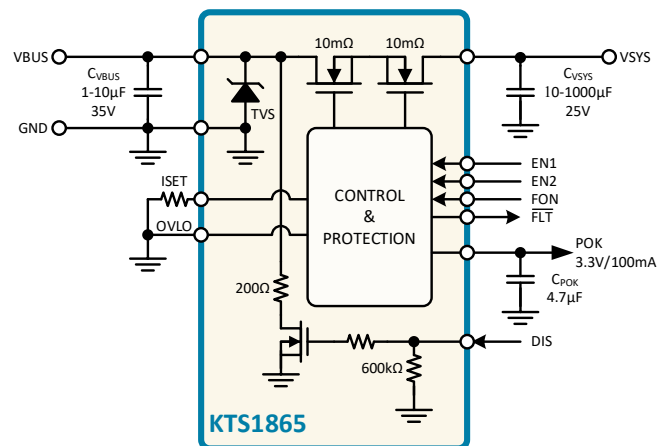 10mΩ 10mΩ
VBUS VSYS
CVBUS
1-10µF
35V
TVS
CVSYS
10-1000µF
25V
GND
EN1
ISET
EN2
CONTROL
&
PROTECTION
FON
FLT
OVLO
POK
3.3V/100mA
CPOK
4.7µF
200Ω
DIS
600kΩ
KTS1865